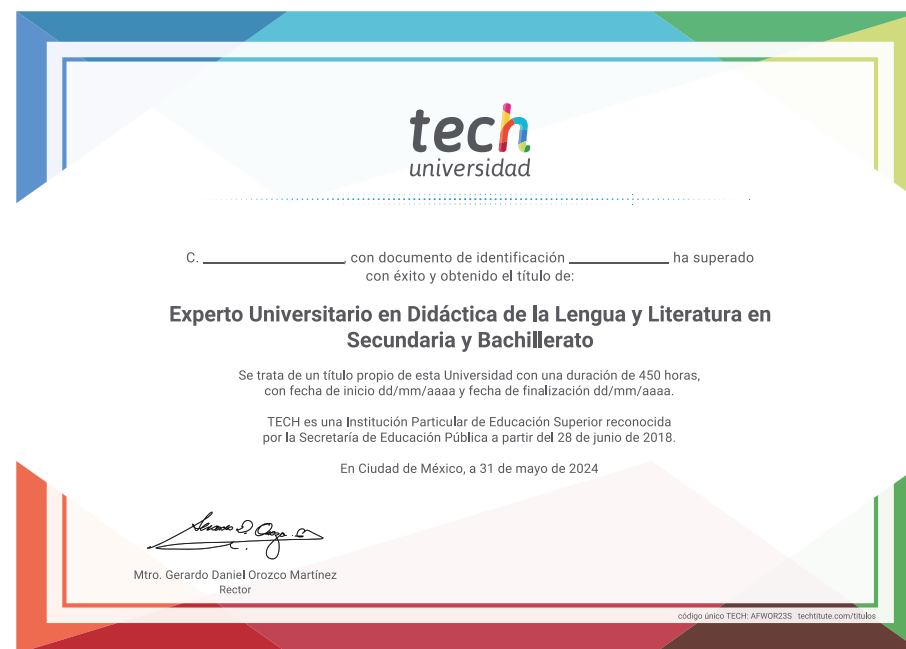 tech
universidad
C. ____________, con documento de identificación ____________ ha superado
con éxito y obtenido el título de:
Experto Universitario en Didáctica de la Lengua y Literatura en
Secundaria y Bachillerato
Se trata de un título propio de esta Universidad con una duración de 450 horas,
con fecha de inicio dd/mm/aaaa y fecha de finalización dd/mm/aaaa.
TECH es una Institución Particular de Educación Superior reconocida
por la Secretaría de Educación Pública a partir del 28 de junio de 2018.
En Ciudad de México, a 31 de mayo de 2024
Mtro. Gerardo Daniel Orozco Martínez
Rector
código único TECH: AFWOR23S techtitute.com/titulos